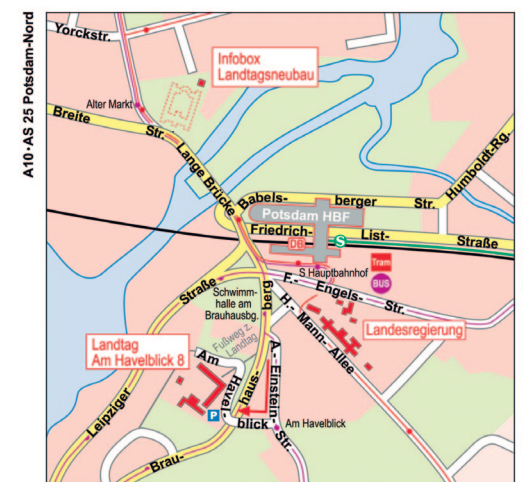 A10·AS 25 Potsdam-Nord
Yorckstr.
Infobox
Landtagsneubau
Alter Markt
Breite
Str.
Lange Brücke
Humboldt-Rg.
Babels-
berger
Str.
Potsdam HBF
Friedrich-
List-
Straße
DB
S
S Hauptbahnhof
Tram
BUS
F.-
Engels-
Str.
Straße
Schwimm-
halle am
Brauhausbg.
berg
H.-
Mann-
Allee
Landesregierung
Fußweg z.
Landtag
Landtag
Am Havelblick 8
Am
Havel-
blick
haus-
A.-
Einstein-
Str.
Am Havelblick
P
Leipziger
Brau-